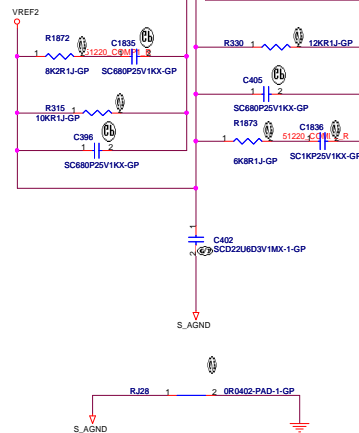 VREF2
R1872
C1835
1
2
8K2R1J-GP
SC680P25V1KX-GP
R315
10KR1J-GP
C396
1
2
SC680P25V1KX-GP
R330
1
12KR1J-GP
C405
SC680P25V1KX-GP
R1873
C1836
1
51220_COMP2_R
2
6K8R1J-GP
SC1KP25V1KX-GP
1
C402
SCD22U6D3V1MX-1-GP
2
S_AGND
RJ28
1
2
0R0402-PAD-1-GP
S_AGND